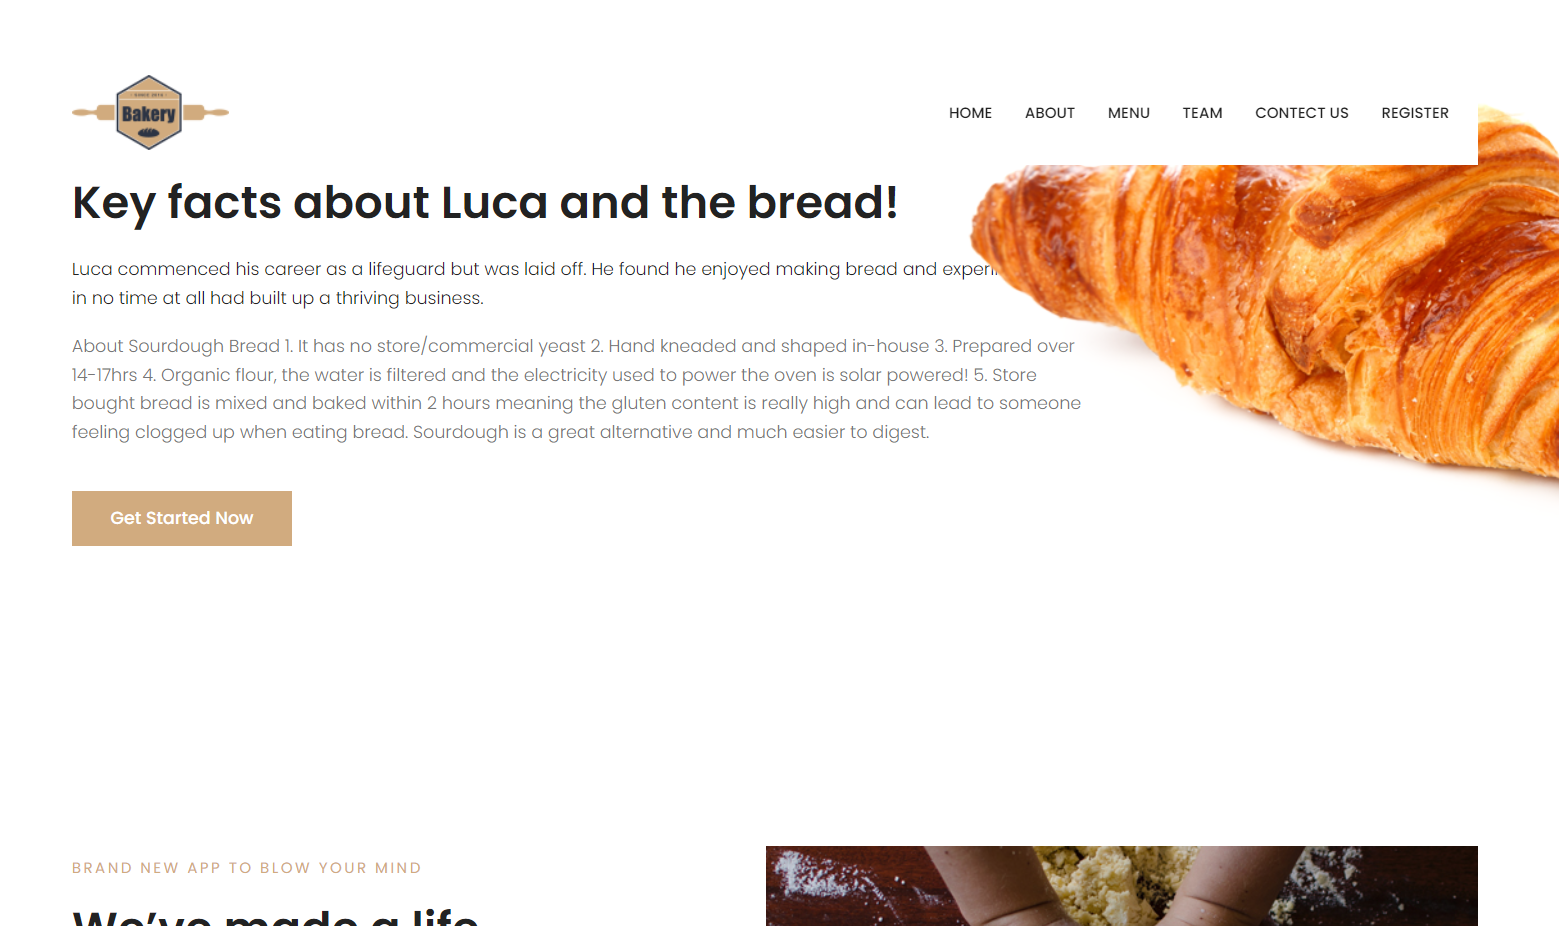 Bakery
HOME ABOUT MENU TEAM CONTECT US REGISTER
Key facts about Luca and the bread!
Luca commenced his career as a lifeguard but was laid off. He found he enjoyed making bread and
in no time at all had built up a thriving business.
About Sourdough Bread 1. It has no store/commercial yeast 2. Hand kneaded and shaped in-house 3. Prepared over
14-17hrs 4. Organic flour, the water is filtered and the electricity used to power the oven is solar powered! 5. Store
bought bread is mixed and baked within 2 hours meaning the gluten content is really high and can lead to someone
feeling clogged up when eating bread. Sourdough is a great alternative and much easier to digest.
Get Started Now
BRAND NEW APP TO BLOW YOUR MIND
We’ve made a life